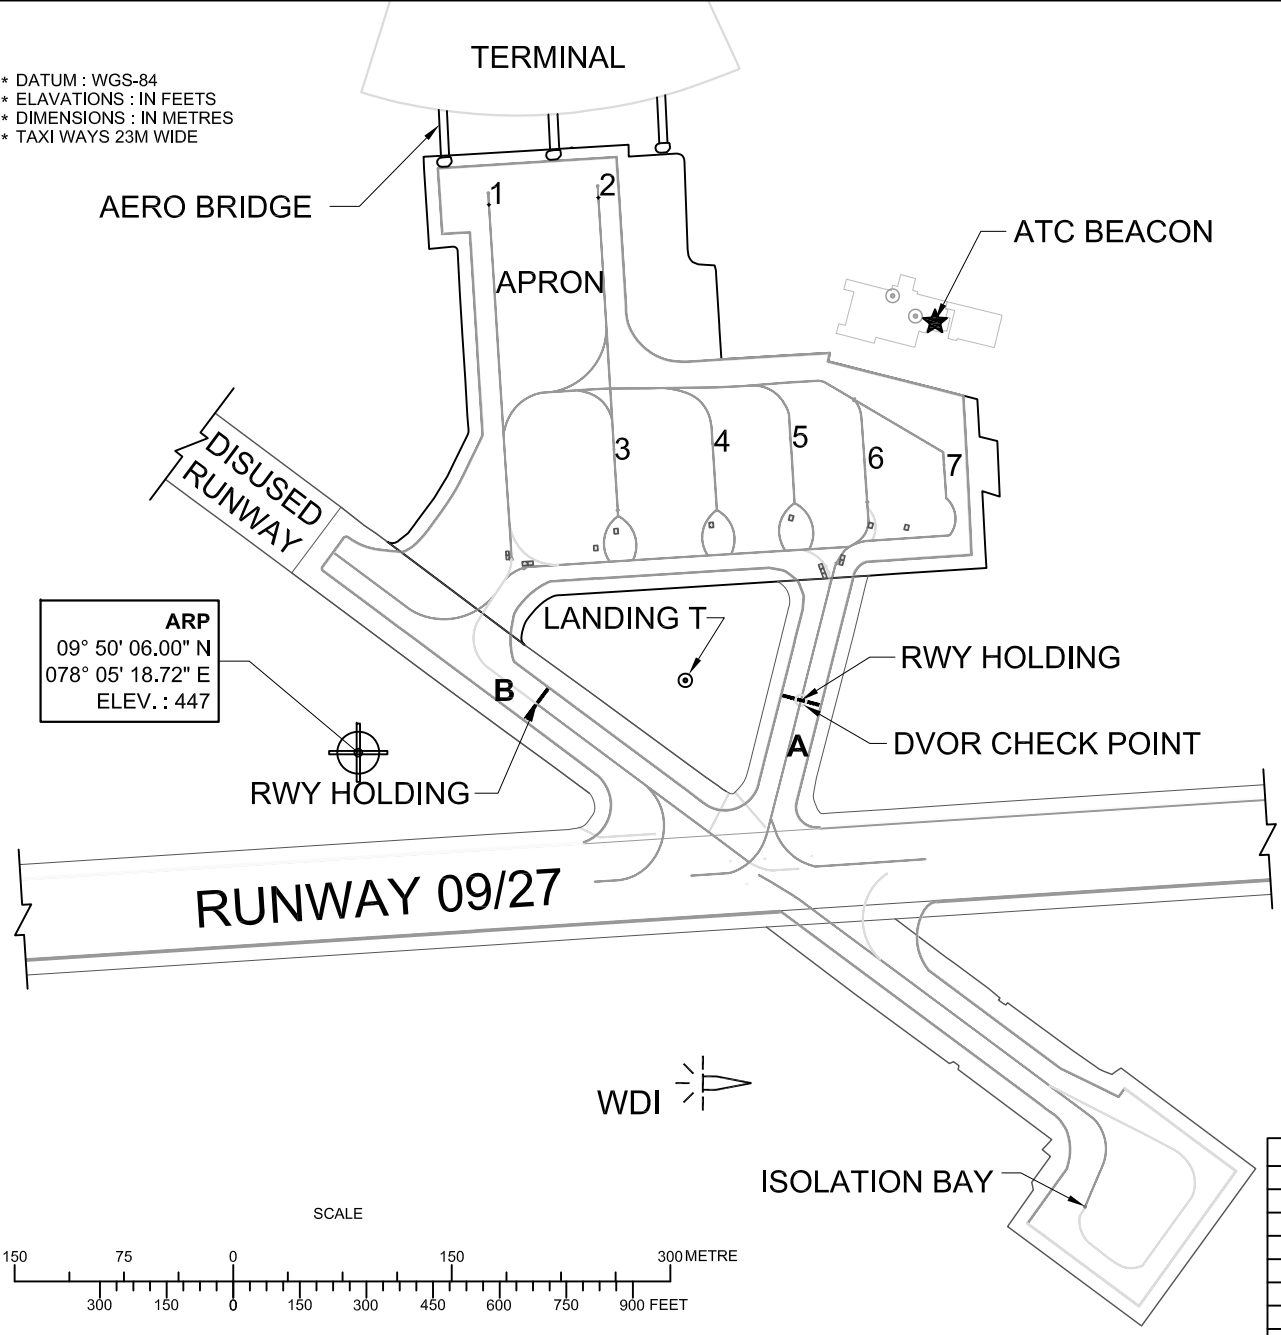 TERMINAL
* DATUM : WGS-84
* ELAVATIONS : IN FEETS
* DIMENSIONS : IN METRES
* TAXI WAYS 23M WIDE
AERO BRIDGE
1
2
ATC BEACON
APRON
3
4
5
6
7
DISUSED
RUNWAY
ARP
09° 50' 06.00" N
078° 05' 18.72" E
ELEV. : 447
LANDING T
RWY HOLDING
B
A
DVOR CHECK POINT
RWY HOLDING
RUNWAY 09/27
WDI
ISOLATION BAY
SCALE
150 75 0 150 300 METRE
300 150 0 150 300 450 600 750 900 FEET